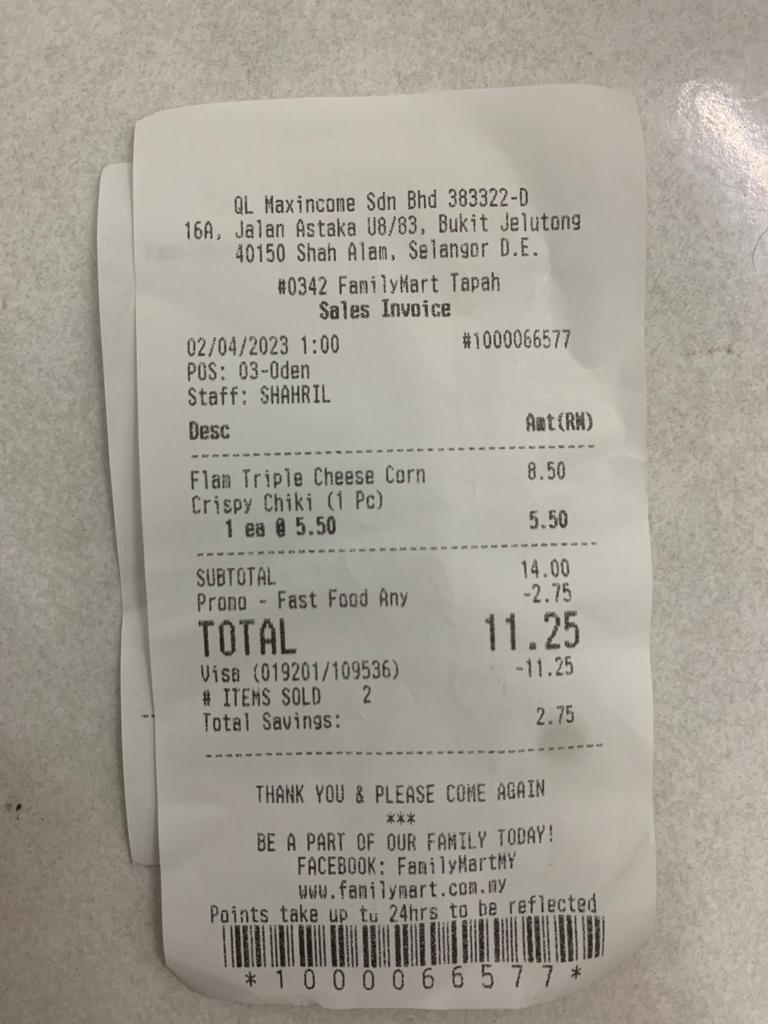 QL Maxincome Sdn Bhd 383322-D
16A, Jalan Astaka U8/83, Bukit Jelutong
40150 Shah Alam, Selangor D.E.
#0342 FamilyMart Tapah
Sales Invoice
02/04/2023 1:00 #1000066577
POS: 03-Oden
Staff: SHAHRIL
Desc Amt(RM)
Flam Triple Cheese Corn 8.50
Crispy Chiki (1 Pc)
1 ea @ 5.50 5.50
SUBTOTAL 14.00
Promo - Fast Food Any -2.75
TOTAL 11.25
Visa (019201/109536) -11.25
# ITEMS SOLD 2
Total Savings: 2.75
THANK YOU & PLEASE COME AGAIN
***
BE A PART OF OUR FAMILY TODAY!
FACEBOOK: FamilyMartMY
www.familymart.com.my
Points take up to 24hrs to be reflected
*1000066577*